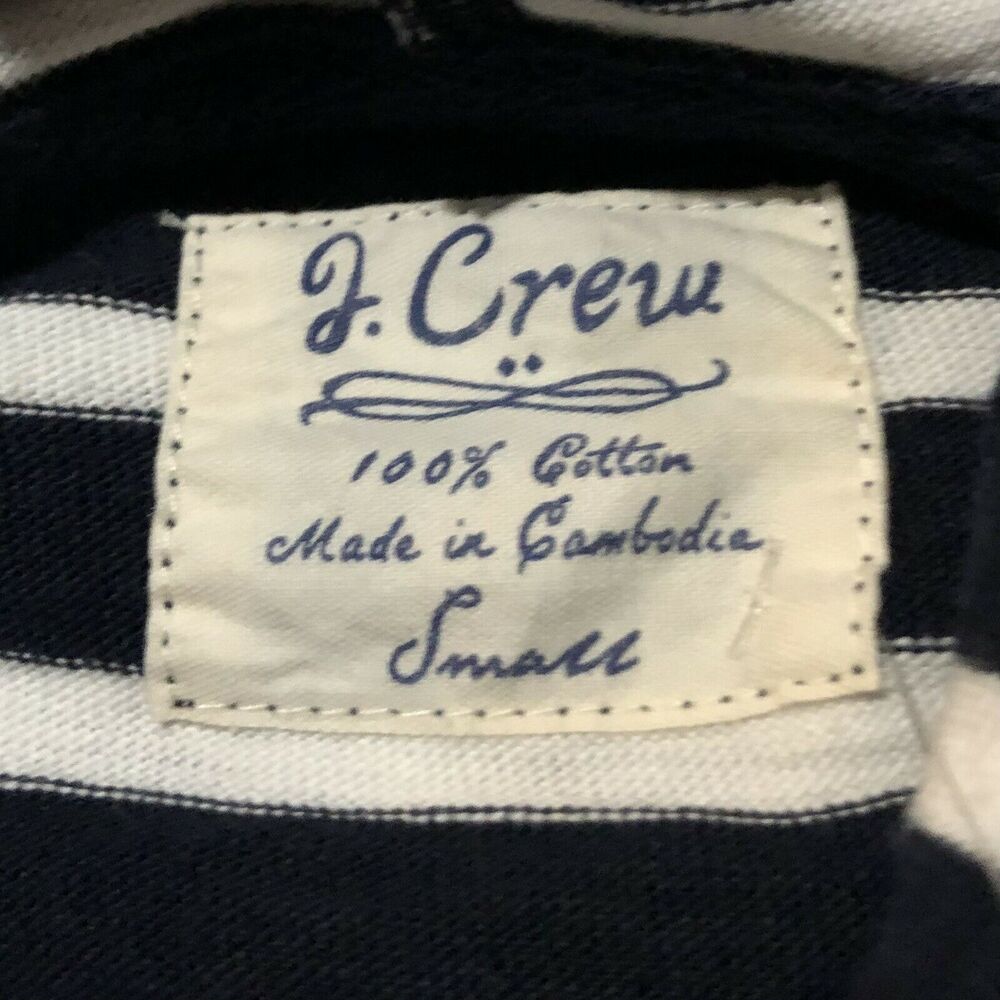 J. Crew
100% Cotton
Made in Cambodia
Small